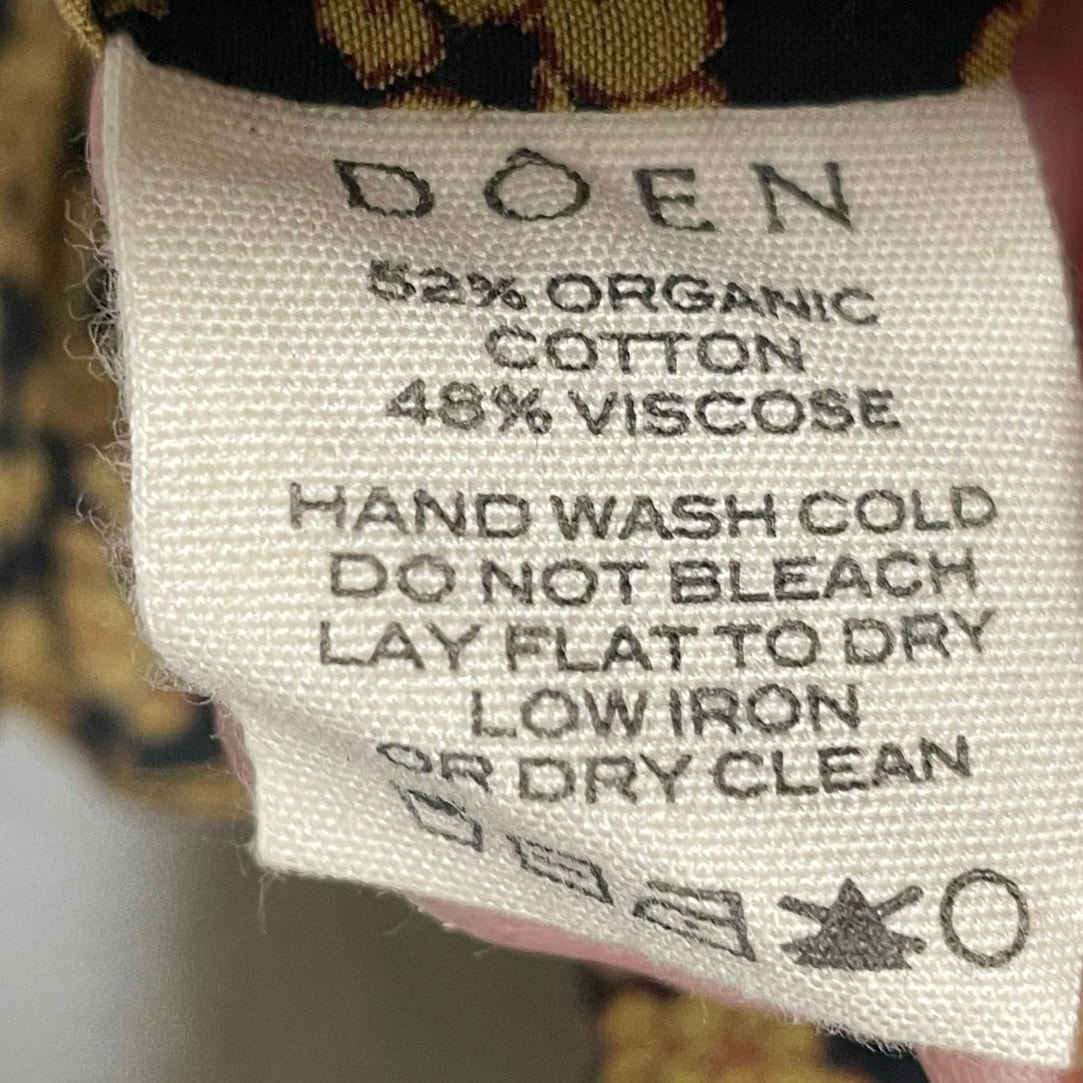 DÔEN
52% ORGANIC
COTTON
48% VISCOSE
HAND WASH COLD
DO NOT BLEACH
LAY FLAT TO DRY
LOW IRON
OR DRY CLEAN